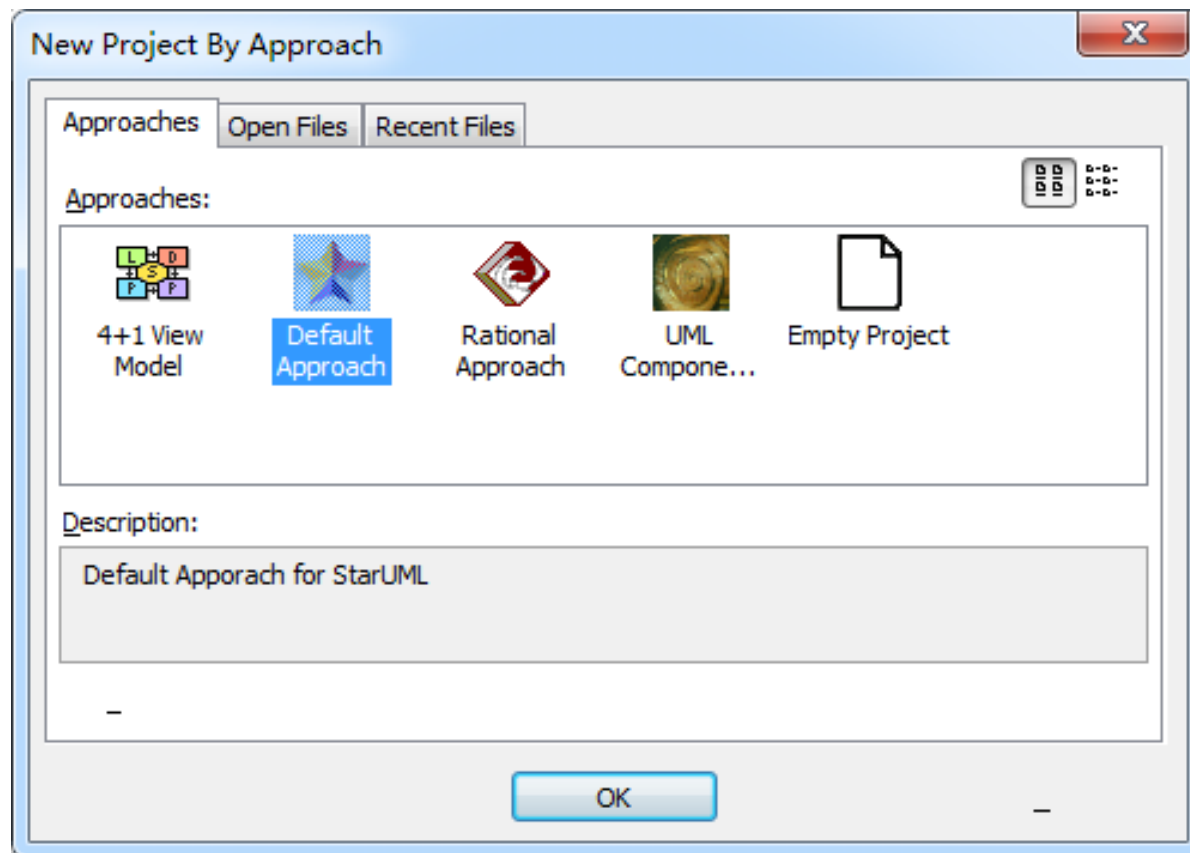 New Project By Approach
Approaches
Open Files
Recent Files
Approaches:
L D
S
P P
4+1 View
Model
Default
Approach
Rational
Approach
UML
Compone...
Empty Project
Description:
Default Apporach for StarUML
OK